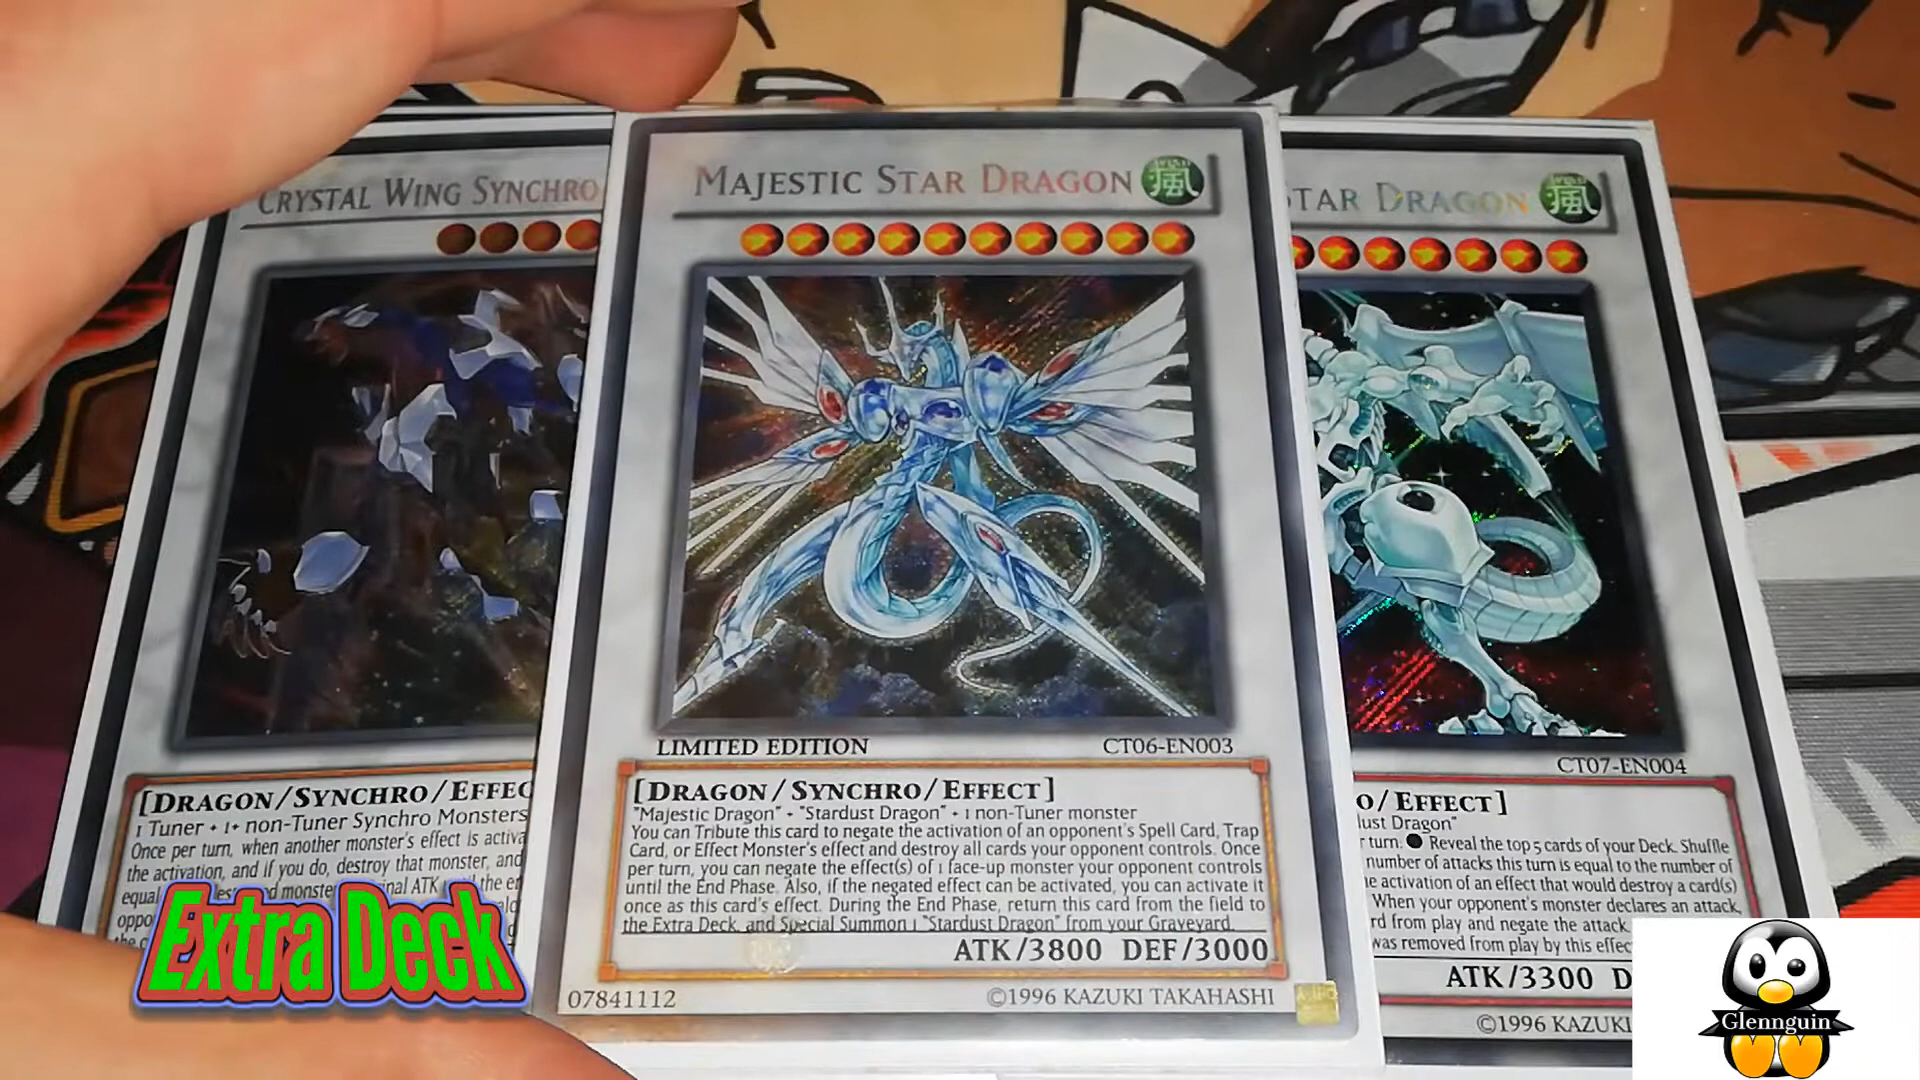 CRYSTAL WING SYNCHRO
[DRAGON/SYNCHRO/EFFEC
1 Tuner + 1+ non-Tuner Synchro Monsters
Once per turn, when another monster's effect is activa
the activation, and if you do, destroy that monster, and
equal
oppo
Extra Deck
MAJESTIC STAR DRAGON
風
LIMITED EDITION
CT06-EN003
[DRAGON/SYNCHRO/EFFECT]
"Majestic Dragon" + "Stardust Dragon" + 1 non-Tuner monster
You can Tribute this card to negate the activation of an opponent's Spell Card, Trap
Card, or Effect Monster's effect and destroy all cards your opponent controls. Once
per turn, you can negate the effect(s) of 1 face-up monster your opponent controls
until the End Phase. Also, if the negated effect can be activated, you can activate it
once as this card's effect. During the End Phase, return this card from the field to
the Extra Deck, and Special Summon 1 "Stardust Dragon" from your Graveyard.
ATK/3800 DEF/3000
07841112
©1996 KAZUKI TAKAHASHI
STAR DRAGON
風
CT07-EN004
O/EFFECT]
lust Dragon"
turn: ● Reveal the top 5 cards of your Deck. Shuffle
number of attacks this turn is equal to the number of
activation of an effect that would destroy a card(s)
When your opponent's monster declares an attack,
rd from play and negate the attack.
was removed from play by this effec
ATK/3300 D
©1996 KAZUKI
Glennguin